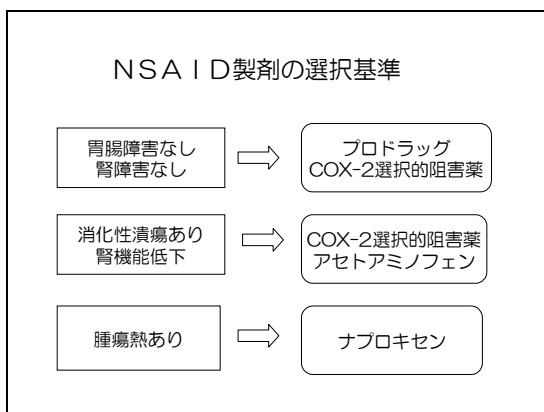 NSAID製剤の選択基準
胃腸障害なし
腎障害なし
プロドラッグ
COX-2選択的阻害薬
消化性潰瘍あり
腎機能低下
COX-2選択的阻害薬
アセトアミノフェン
腫瘍熱あり
ナプロキセン